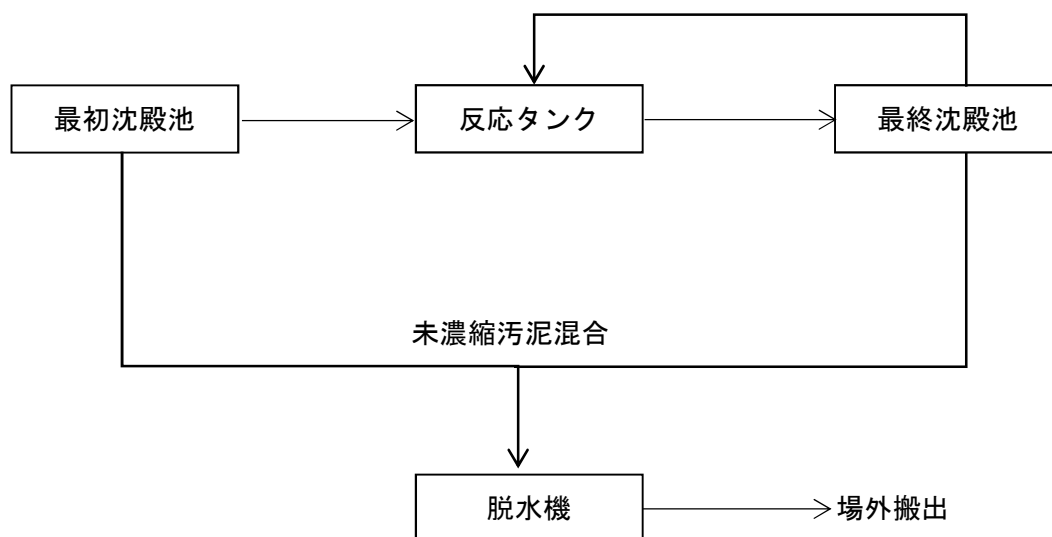 最初沈殿池
反応タンク
最終沈殿池
未濃縮汚泥混合
脱水機
場外搬出